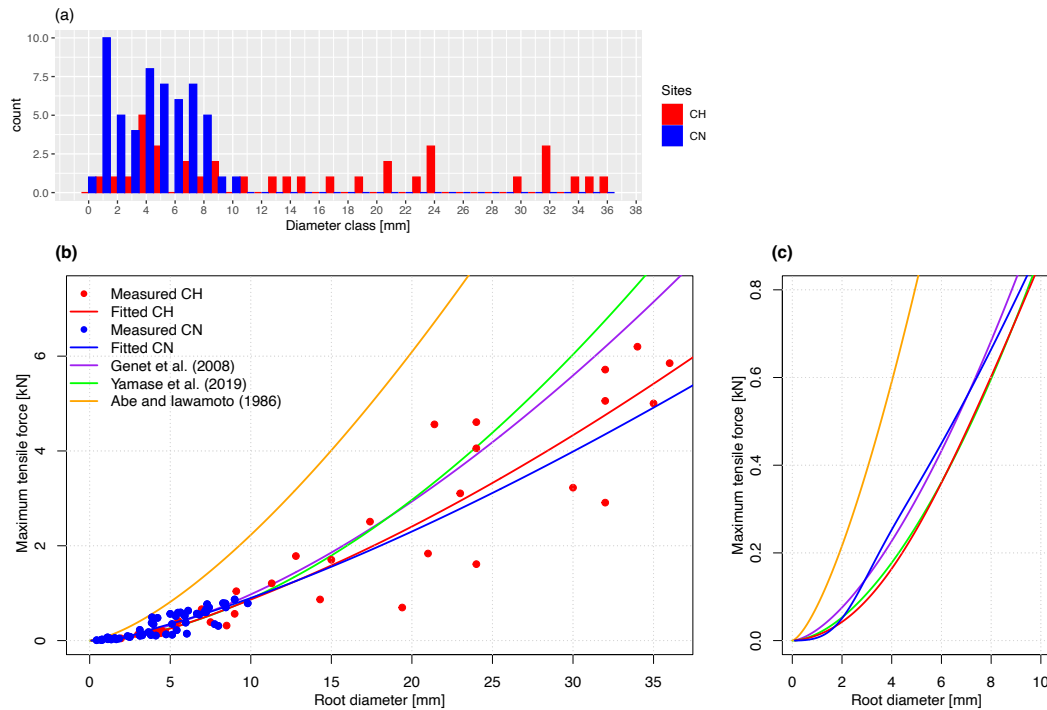 (a)
10.0
7.5
5.0
2.5
0.0
count
0 2 4 6 8 10 12 14 16 18 20 22 24 26 28 30 32 34 36 38
Diameter class [mm]
Sites
CH
CN
(b)
Measured CH
Fitted CH
Measured CN
Fitted CN
Genet et al. (2008)
Yamase et al. (2019)
Abe and Iawamoto (1986)
6
4
2
0
Maximum tensile force [kN]
0 5 10 15 20 25 30 35
Root diameter [mm]
(c)
0.8
0.6
0.4
0.2
0.0
Maximum tensile force [kN]
0 2 4 6 8 10
Root diameter [mm]